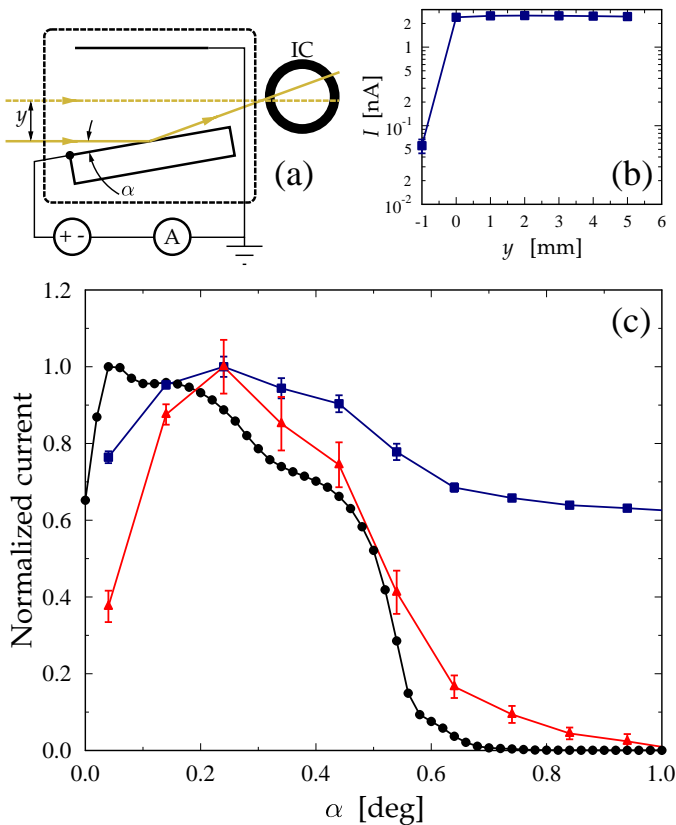 IC
y
α
(a)
+ -
A
I [nA]
2
10⁻¹
5
2
10⁻²
5
2
1
(b)
-1 0 1 2 3 4 5 6
y [mm]
(c)
Normalized current
1.2
1.0
0.8
0.6
0.4
0.2
0.0
0.0 0.2 0.4 0.6 0.8 1.0
α [deg]